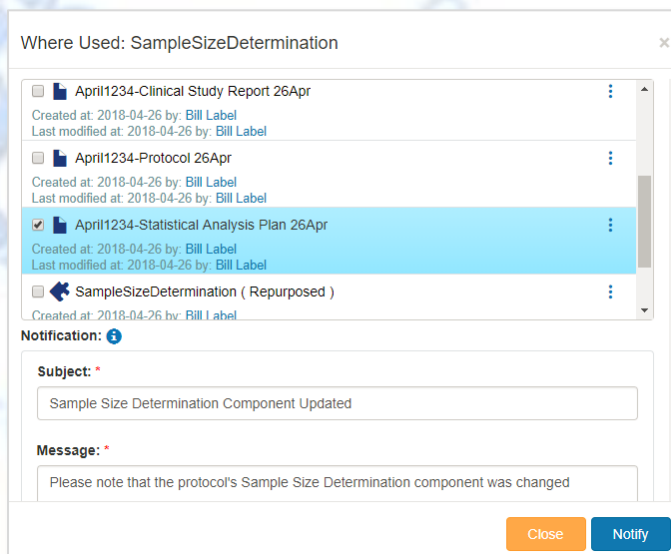 Where Used: SampleSizeDetermination
×
April1234-Clinical Study Report 26Apr
Created at: 2018-04-26 by: Bill Label
Last modified at: 2018-04-26 by: Bill Label
April1234-Protocol 26Apr
Created at: 2018-04-26 by: Bill Label
Last modified at: 2018-04-26 by: Bill Label
April1234-Statistical Analysis Plan 26Apr
Created at: 2018-04-26 by: Bill Label
Last modified at: 2018-04-26 by: Bill Label
SampleSizeDetermination ( Repurposed )
Created at: 2018-04-26 by: Bill Label
Notification:
Subject: *
Sample Size Determination Component Updated
Message: *
Please note that the protocol's Sample Size Determination component was changed
Close Notify